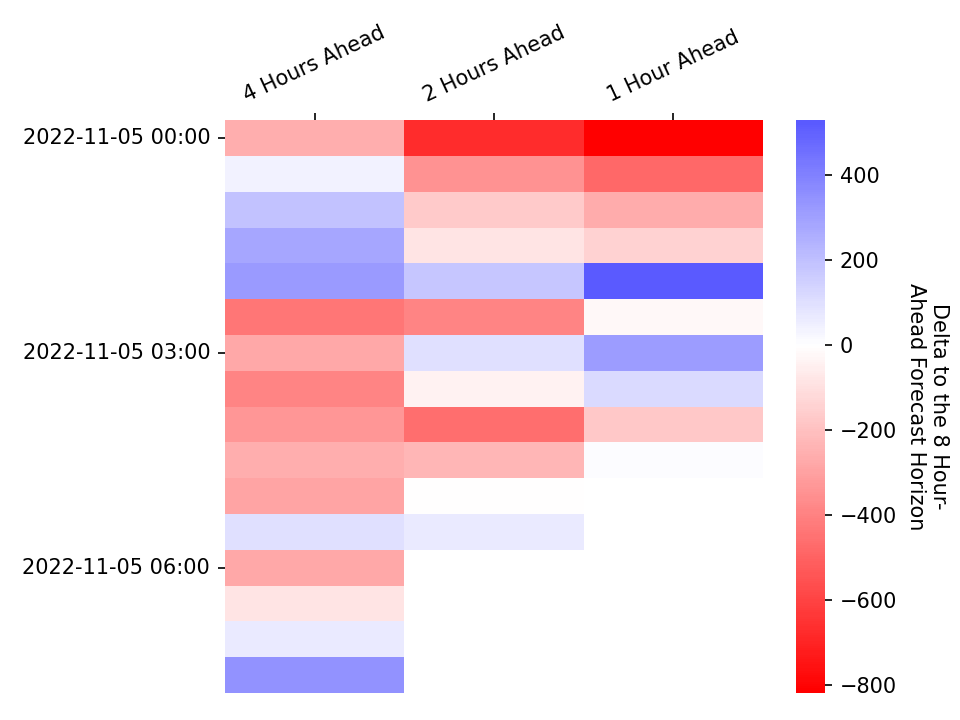 4 Hours Ahead
2 Hours Ahead
1 Hour Ahead
2022-11-05 00:00
2022-11-05 03:00
2022-11-05 06:00
400
200
0
−200
−400
−600
−800
Delta to the 8 Hour-
Ahead Forecast Horizon